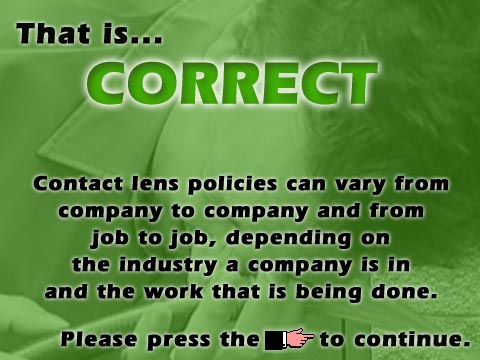 That is...
CORRECT
Contact lens policies can vary from
company to company and from
job to job, depending on
the industry a company is in
and the work that is being done.
Please press the to continue.